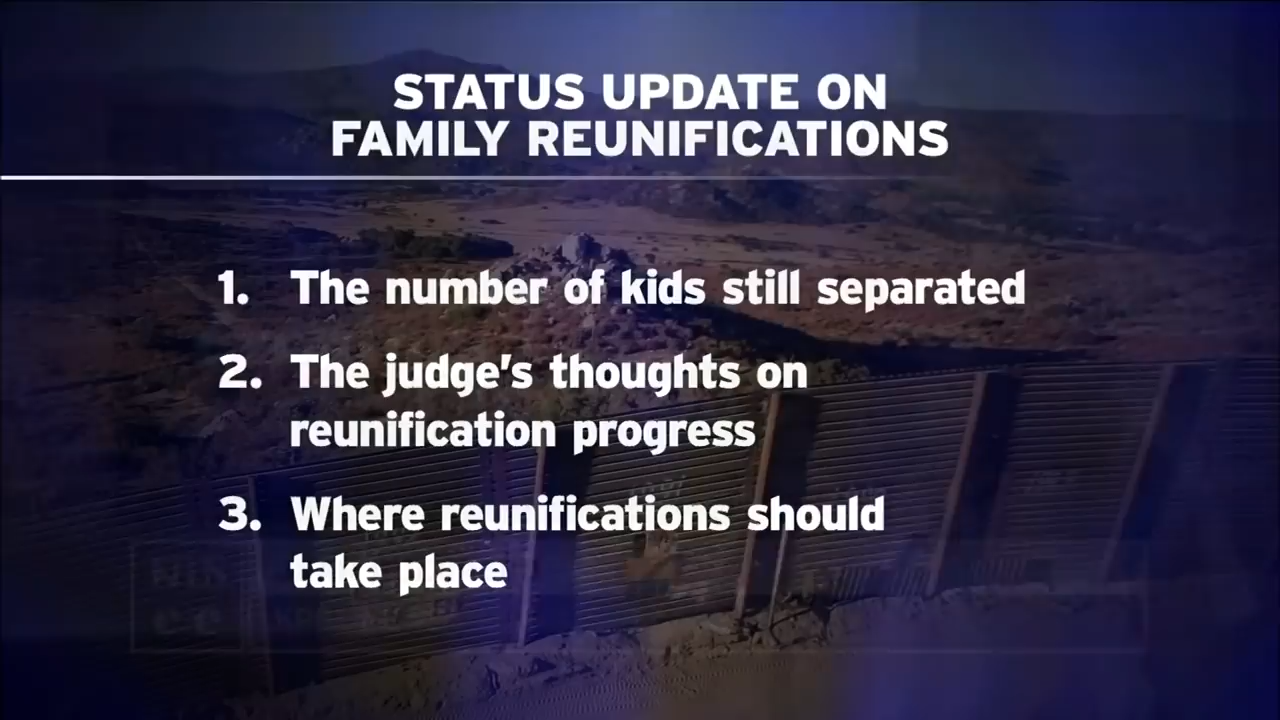 STATUS UPDATE ON
FAMILY REUNIFICATIONS
1. The number of kids still separated
2. The judge's thoughts on
reunification progress
3. Where reunifications should
take place